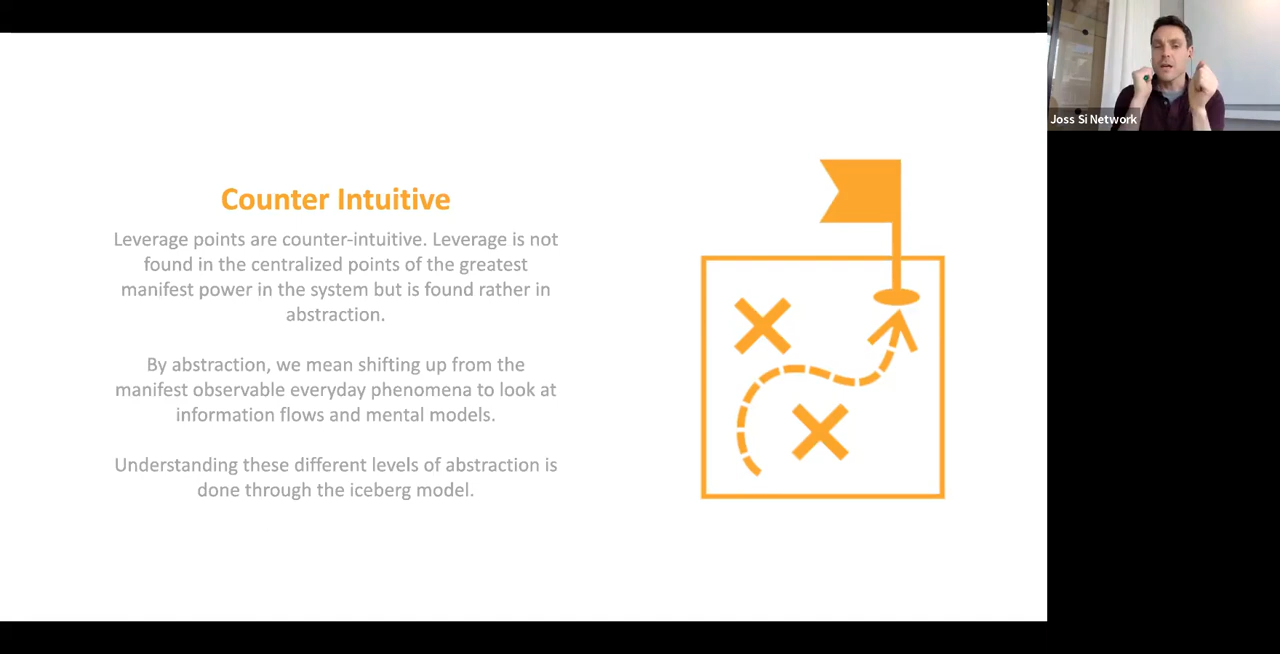 Counter Intuitive
Leverage points are counter-intuitive. Leverage is not
found in the centralized points of the greatest
manifest power in the system but is found rather in
abstraction.
By abstraction, we mean shifting up from the
manifest observable everyday phenomena to look at
information flows and mental models.
Understanding these different levels of abstraction is
done through the iceberg model.
Joss Si Network